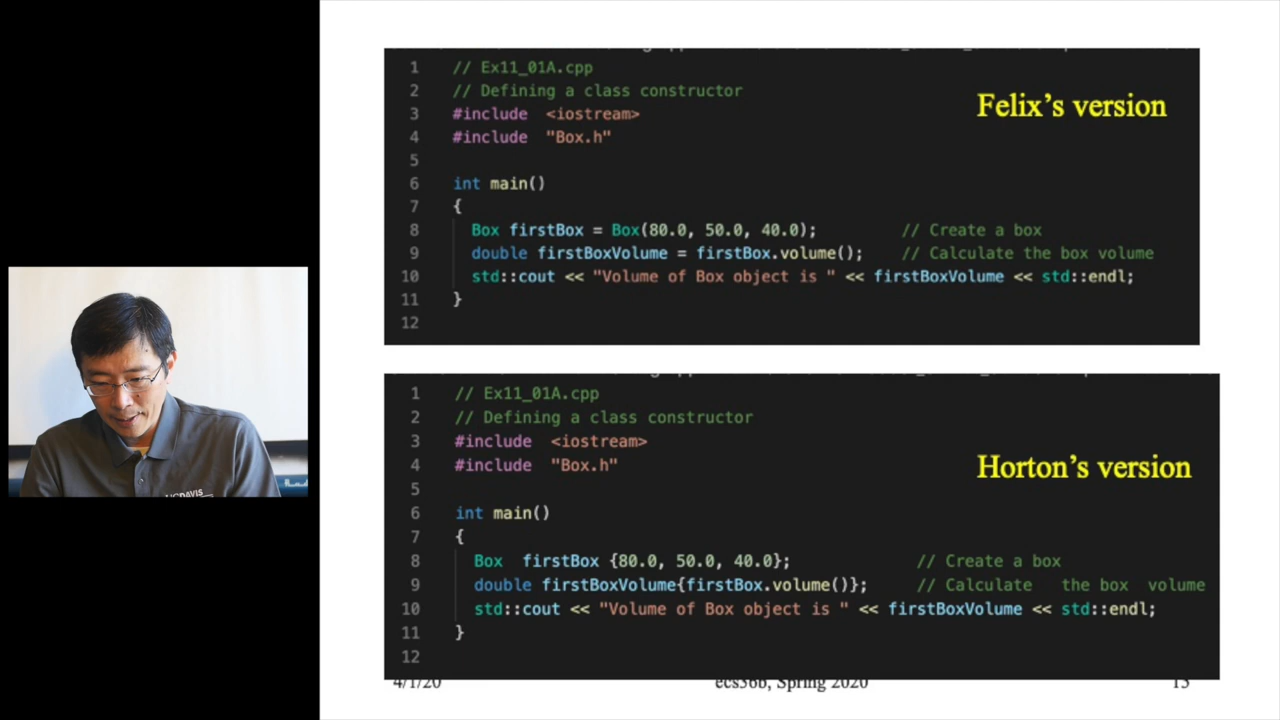 1 // Ex11_01A.cpp
2 // Defining a class constructor
3 #include <iostream>
4 #include "Box.h"
5
6 int main()
7 {
8 Box firstBox = Box(80.0, 50.0, 40.0); // Create a box
9 double firstBoxVolume = firstBox.volume(); // Calculate the box volume
10 std::cout << "Volume of Box object is " << firstBoxVolume << std::endl;
11 }
12
Felix's version
1 // Ex11_01A.cpp
2 // Defining a class constructor
3 #include <iostream>
4 #include "Box.h"
5
6 int main()
7 {
8 Box firstBox {80.0, 50.0, 40.0}; // Create a box
9 double firstBoxVolume{firstBox.volume()}; // Calculate the box volume
10 std::cout << "Volume of Box object is " << firstBoxVolume << std::endl;
11 }
12
Horton's version
4/1/20 ecs36b, Spring 2020 15
UCDAVIS